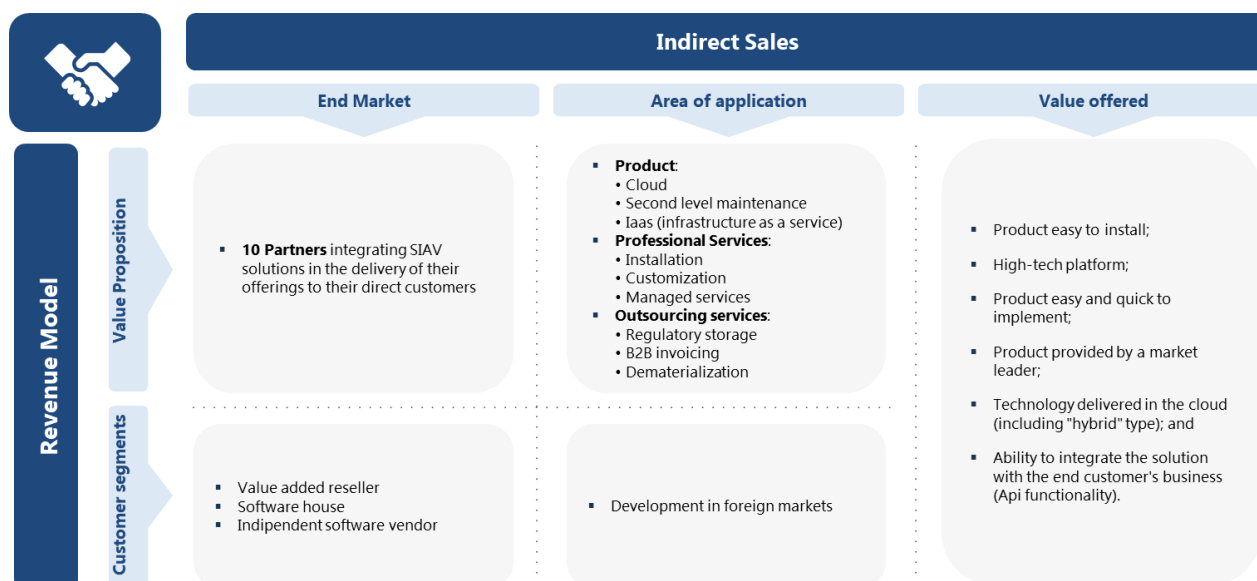 Indirect Sales
End Market
Area of application
Value offered
Revenue Model
Value Proposition
▪ 10 Partners integrating SIAV
solutions in the delivery of their
offerings to their direct customers
▪ Product:
• Cloud
• Second level maintenance
• Iaas (infrastructure as a service)
▪ Professional Services:
• Installation
• Customization
• Managed services
▪ Outsourcing services:
• Regulatory storage
• B2B invoicing
• Dematerialization
▪ Product easy to install;
▪ High-tech platform;
▪ Product easy and quick to
implement;
▪ Product provided by a market
leader;
▪ Technology delivered in the cloud
(including "hybrid" type); and
▪ Ability to integrate the solution
with the end customer's business
(Api functionality).
Customer segments
▪ Value added reseller
▪ Software house
▪ Indipendent software vendor
▪ Development in foreign markets